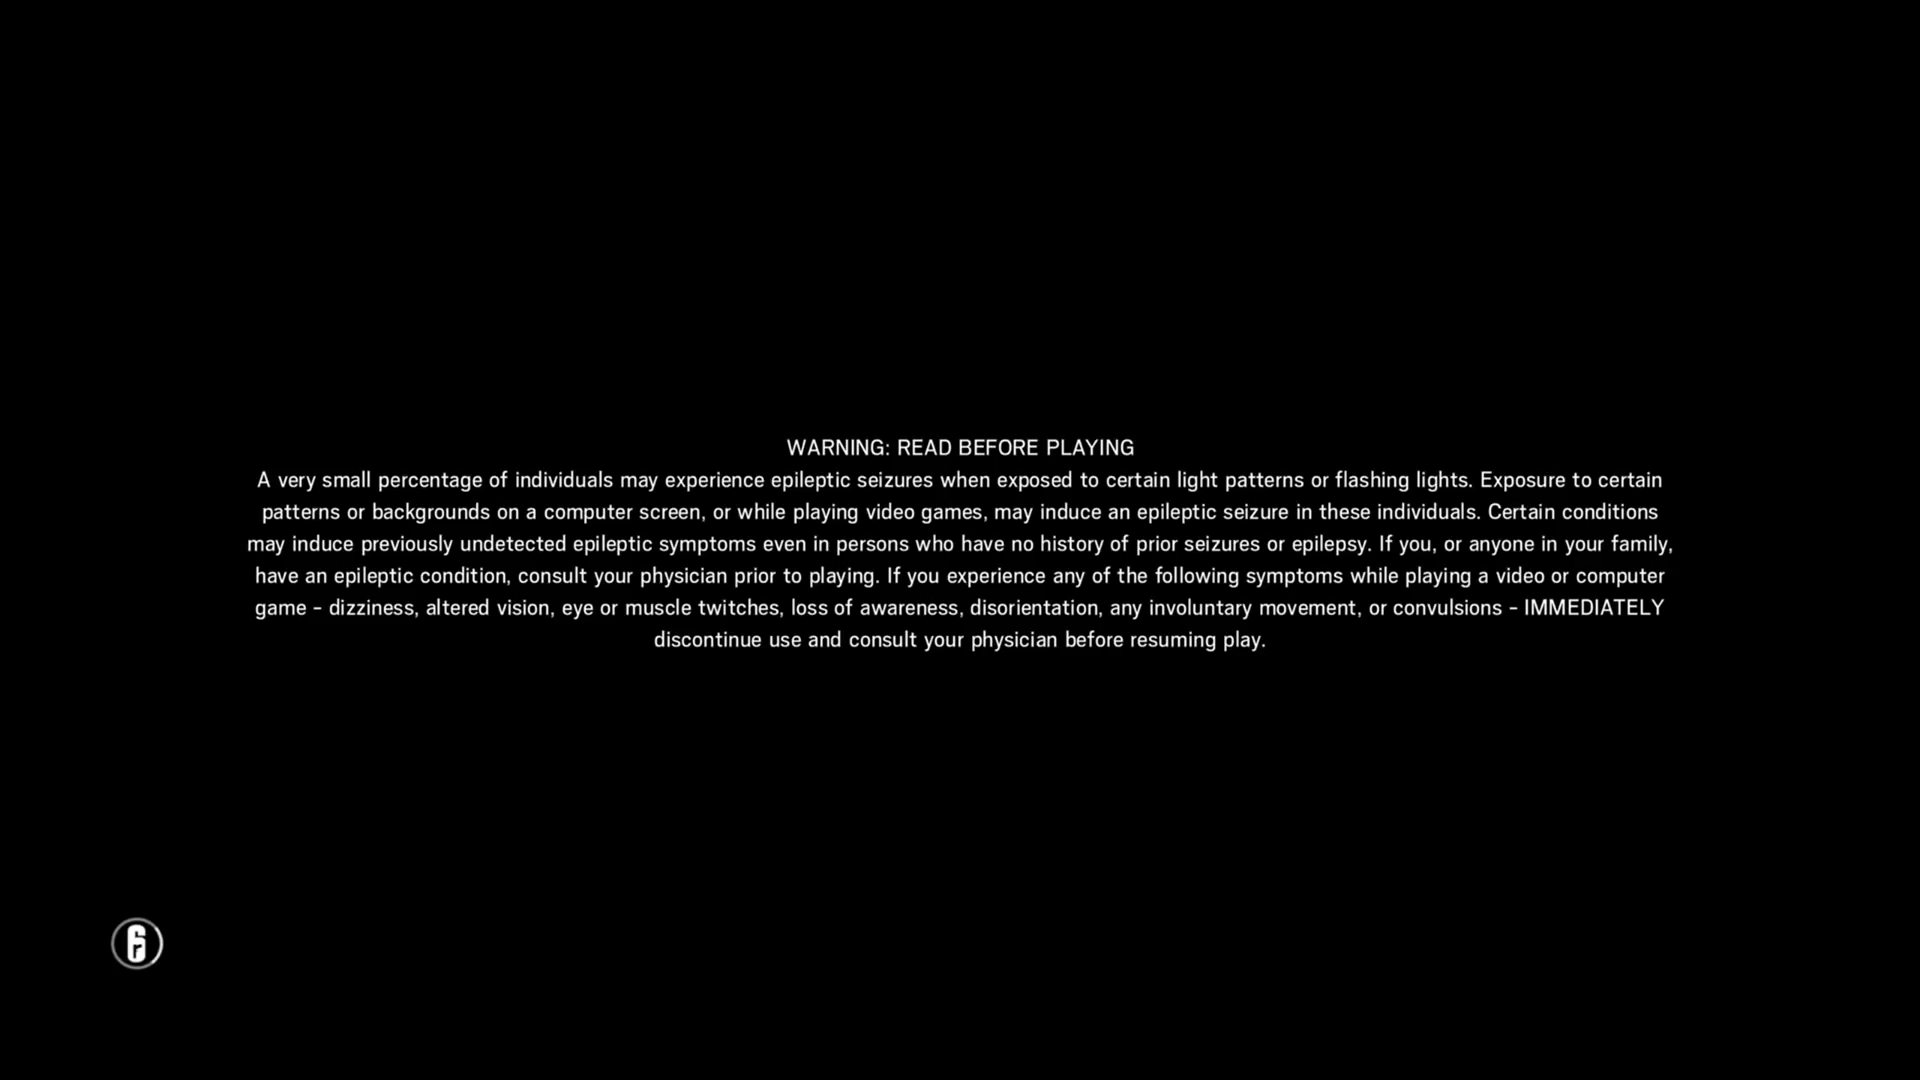 WARNING: READ BEFORE PLAYING
A very small percentage of individuals may experience epileptic seizures when exposed to certain light patterns or flashing lights. Exposure to certain
patterns or backgrounds on a computer screen, or while playing video games, may induce an epileptic seizure in these individuals. Certain conditions
may induce previously undetected epileptic symptoms even in persons who have no history of prior seizures or epilepsy. If you, or anyone in your family,
have an epileptic condition, consult your physician prior to playing. If you experience any of the following symptoms while playing a video or computer
game - dizziness, altered vision, eye or muscle twitches, loss of awareness, disorientation, any involuntary movement, or convulsions - IMMEDIATELY
discontinue use and consult your physician before resuming play.
6